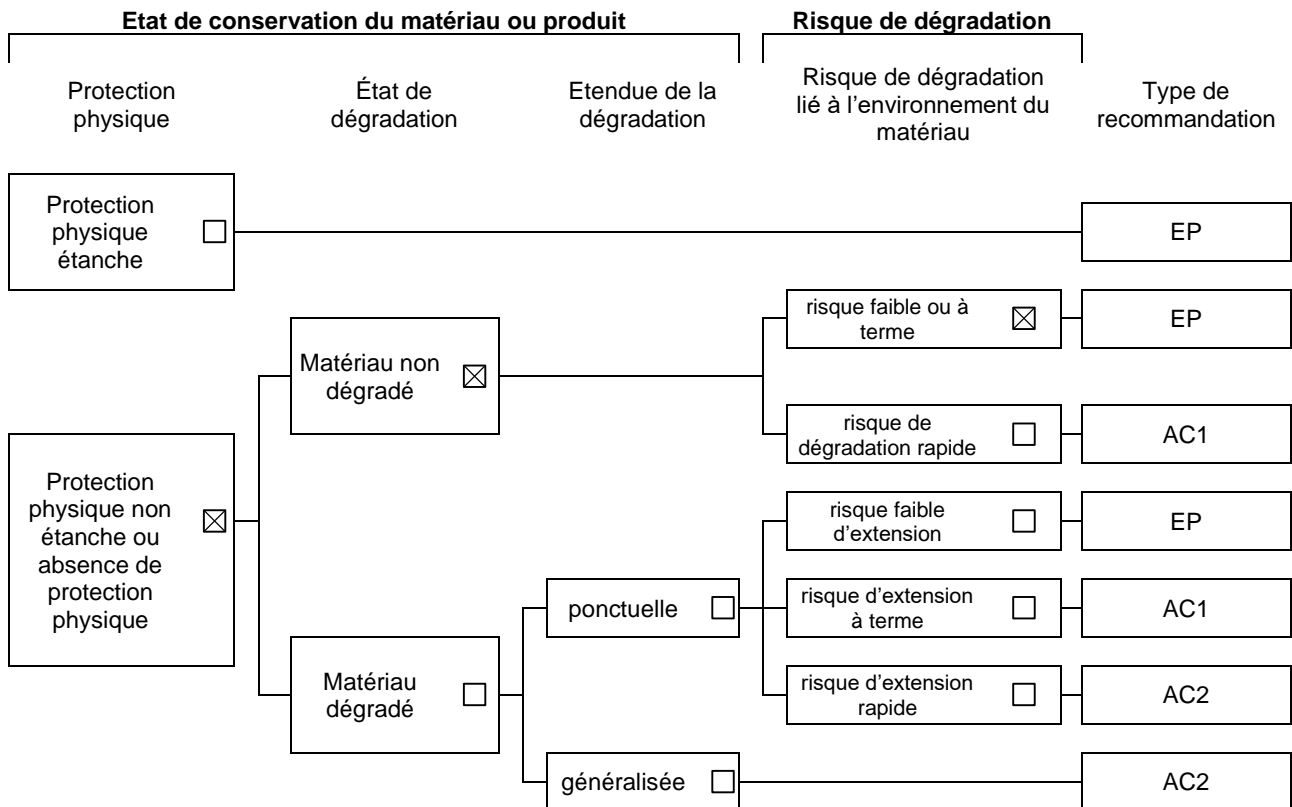 Etat de conservation du matériau ou produit
Risque de dégradation
Protection
physique
État de
dégradation
Etendue de la
dégradation
Risque de dégradation
lié à l'environnement du
matériau
Type de
recommandation
Protection
physique
étanche
EP
risque faible ou à
terme
EP
Matériau non
dégradé
risque de
dégradation rapide
AC1
Protection
physique non
étanche ou
absence de
protection
physique
risque faible
d'extension
EP
ponctuelle
risque d'extension
à terme
AC1
Matériau
dégradé
risque d'extension
rapide
AC2
généralisée
AC2